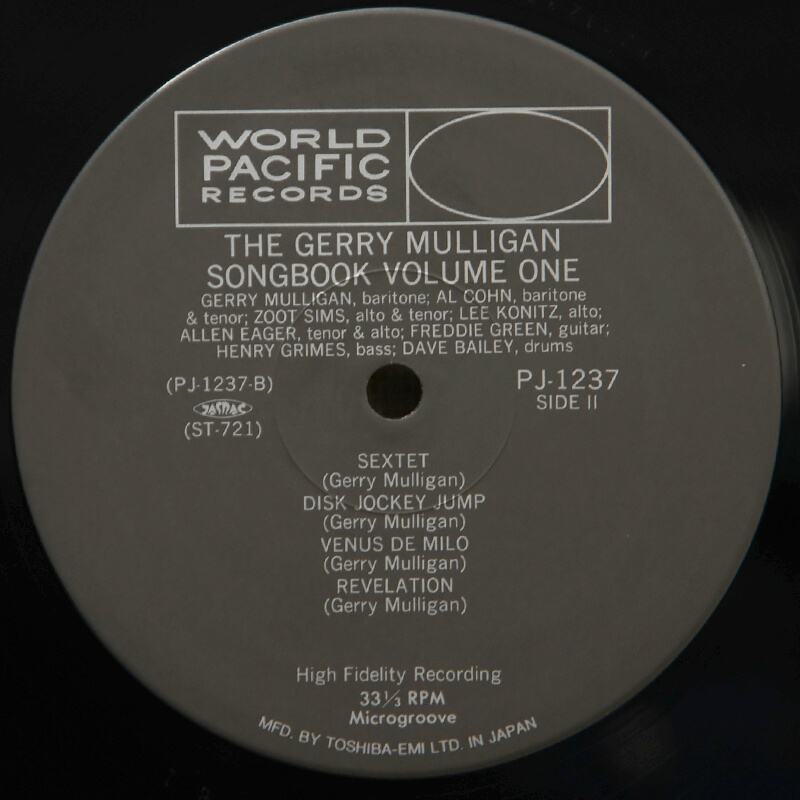 WORLD
PACIFIC
RECORDS
THE GERRY MULLIGAN
SONGBOOK VOLUME ONE
GERRY MULLIGAN, baritone; AL COHN, baritone
& tenor; ZOOT SIMS, alto & tenor; LEE KONITZ, alto;
ALLEN EAGER, tenor & alto; FREDDIE GREEN, guitar;
HENRY GRIMES, bass; DAVE BAILEY, drums
(PJ-1237-B)
JASRAC
(ST-721)
PJ-1237
SIDE II
SEXTET
(Gerry Mulligan)
DISK JOCKEY JUMP
(Gerry Mulligan)
VENUS DE MILO
(Gerry Mulligan)
REVELATION
(Gerry Mulligan)
High Fidelity Recording
33⅓ RPM
Microgroove
MFD. BY TOSHIBA-EMI LTD. IN JAPAN